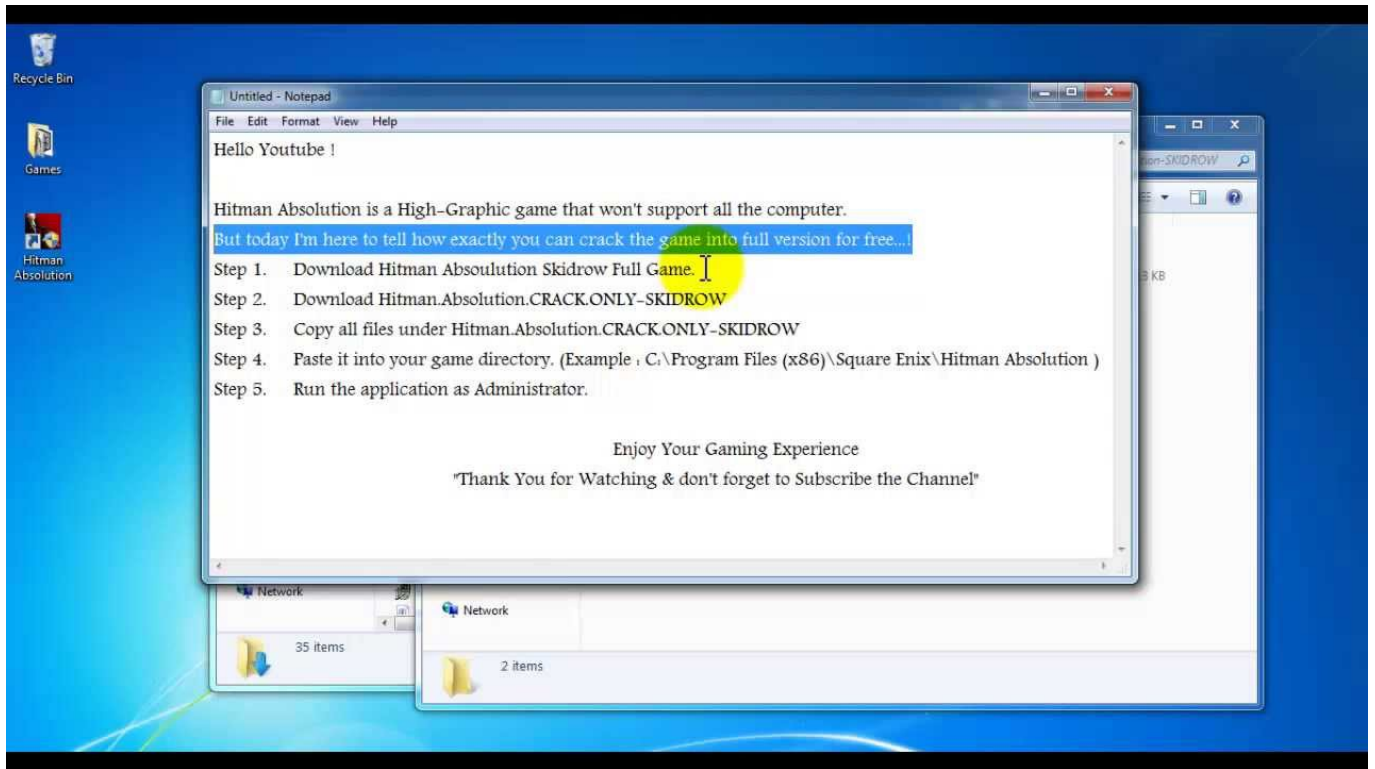 Recycle Bin
Games
Hitman
Absolution
Untitled - Notepad
File Edit Format View Help
Hello Youtube !
Hitman Absolution is a High-Graphic game that won't support all the computer.
But today I'm here to tell how exactly you can crack the game into full version for free...!
Step 1. Download Hitman Absoulution Skidrow Full Game.
Step 2. Download Hitman.Absolution.CRACK.ONLY-SKIDROW
Step 3. Copy all files under Hitman.Absolution.CRACK.ONLY-SKIDROW
Step 4. Paste it into your game directory. (Example : C:\Program Files (x86)\Square Enix\Hitman Absolution )
Step 5. Run the application as Administrator.
Enjoy Your Gaming Experience
"Thank You for Watching & don't forget to Subscribe the Channel"
-SKIDROW
KB
Network
35 items
Network
2 items